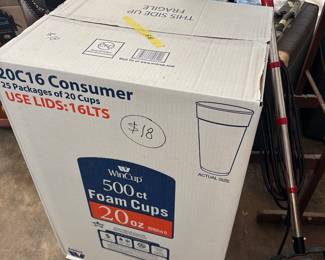 THIS SIDE UP
FRAGILE
$18
20C16 Consumer
25 Packages of 20 Cups
USE LIDS:16LTS
$18
ACTUAL SIZE
WinCup
500 ct
Foam Cups
20 oz